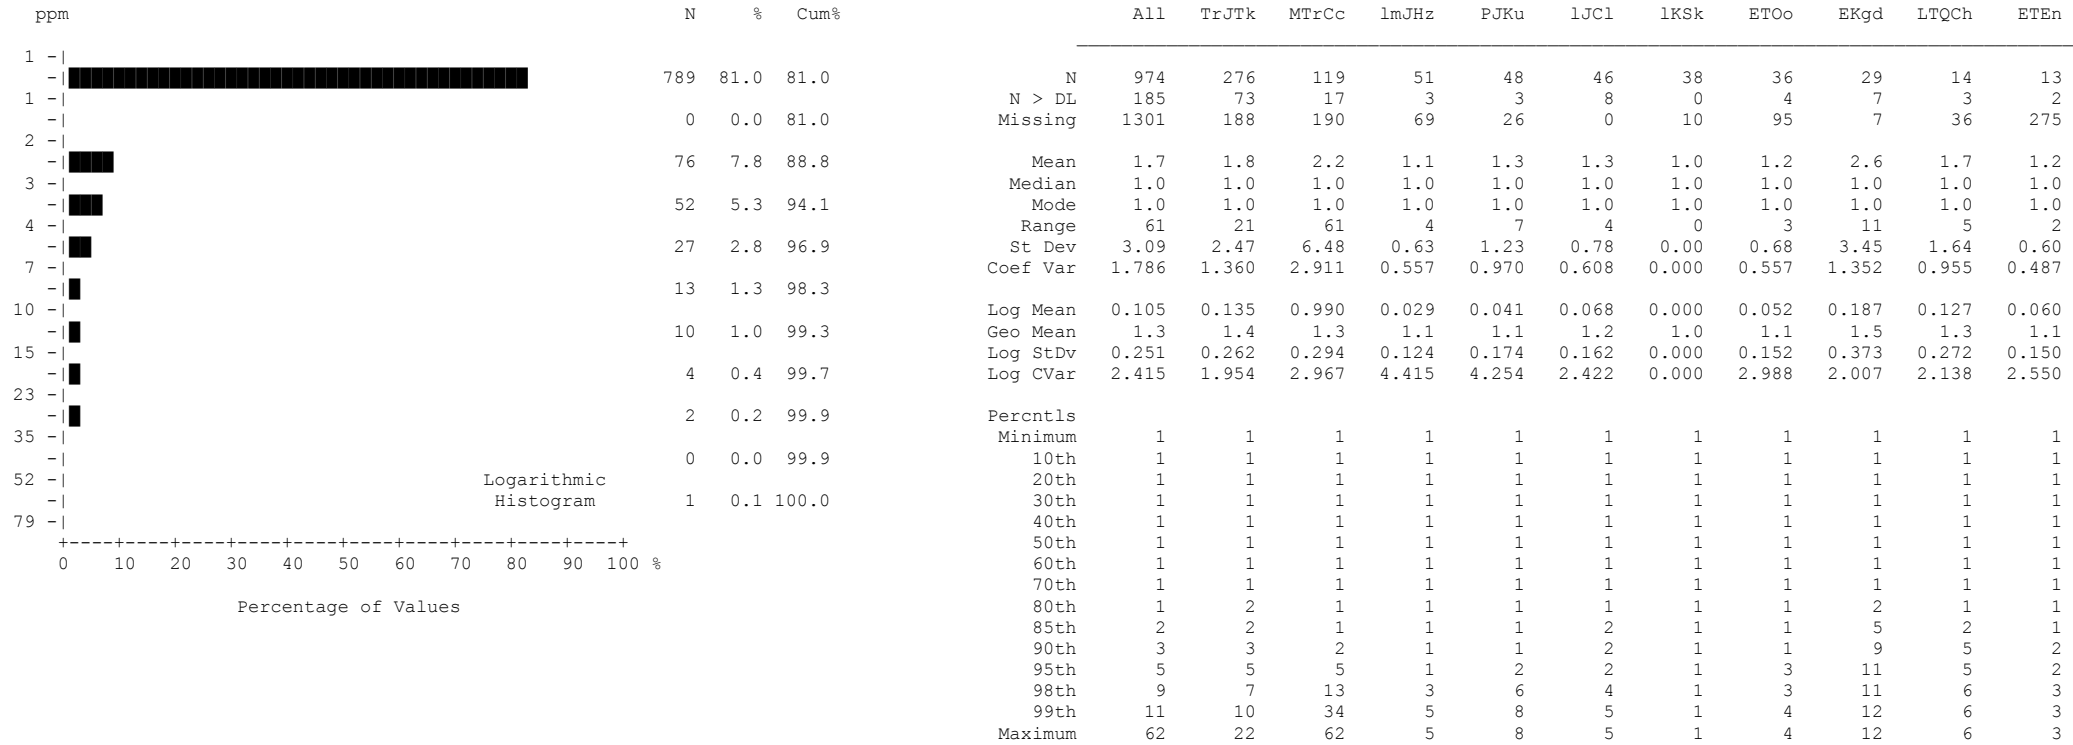 ppm N % Cum% All TrJTk MTrCc lmJHz PJKu lJCl lKSk ETOo EKgd LTQCh ETEn
1 -|
-| 789 81.0 81.0 N 974 276 119 51 48 46 38 36 29 14 13
1 -| N > DL 185 73 17 3 3 8 0 4 7 3 2
-| 0 0.0 81.0 Missing 1301 188 190 69 26 0 10 95 7 36 275
2 -|
-| 76 7.8 88.8 Mean 1.7 1.8 2.2 1.1 1.3 1.3 1.0 1.2 2.6 1.7 1.2
3 -| Median 1.0 1.0 1.0 1.0 1.0 1.0 1.0 1.0 1.0 1.0 1.0
-| 52 5.3 94.1 Mode 1.0 1.0 1.0 1.0 1.0 1.0 1.0 1.0 1.0 1.0 1.0
4 -| Range 61 21 61 4 7 4 0 3 11 5 2
-| 27 2.8 96.9 St Dev 3.09 2.47 6.48 0.63 1.23 0.78 0.00 0.68 3.45 1.64 0.60
7 -| Coef Var 1.786 1.360 2.911 0.557 0.970 0.608 0.000 0.557 1.352 0.955 0.487
-| 13 1.3 98.3
10 -| Log Mean 0.105 0.135 0.990 0.029 0.041 0.068 0.000 0.052 0.187 0.127 0.060
-| 10 1.0 99.3 Geo Mean 1.3 1.4 1.3 1.1 1.1 1.2 1.0 1.1 1.5 1.3 1.1
15 -| Log StDv 0.251 0.262 0.294 0.124 0.174 0.162 0.000 0.152 0.373 0.272 0.150
-| 4 0.4 99.7 Log CVar 2.415 1.954 2.967 4.415 4.254 2.422 0.000 2.988 2.007 2.138 2.550
23 -|
-| 2 0.2 99.9 Percntls
35 -| Minimum 1 1 1 1 1 1 1 1 1 1 1
-| 0 0.0 99.9 10th 1 1 1 1 1 1 1 1 1 1 1
52 -| Logarithmic 20th 1 1 1 1 1 1 1 1 1 1 1
-| Histogram 1 0.1 100.0 30th 1 1 1 1 1 1 1 1 1 1 1
79 -| 40th 1 1 1 1 1 1 1 1 1 1 1
+----+----+----+----+----+----+----+----+----+----+ 50th 1 1 1 1 1 1 1 1 1 1 1
0 10 20 30 40 50 60 70 80 90 100 % 60th 1 1 1 1 1 1 1 1 1 1 1
70th 1 1 1 1 1 1 1 1 1 1 1
Percentage of Values 80th 1 2 1 1 1 1 1 1 2 1 1
85th 2 2 1 1 1 2 1 1 5 2 1
90th 3 3 2 1 1 2 1 1 9 5 2
95th 5 5 5 1 2 2 1 3 11 5 2
98th 9 7 13 3 6 4 1 3 11 6 3
99th 11 10 34 5 8 5 1 4 12 6 3
Maximum 62 22 62 5 8 5 1 4 12 6 3